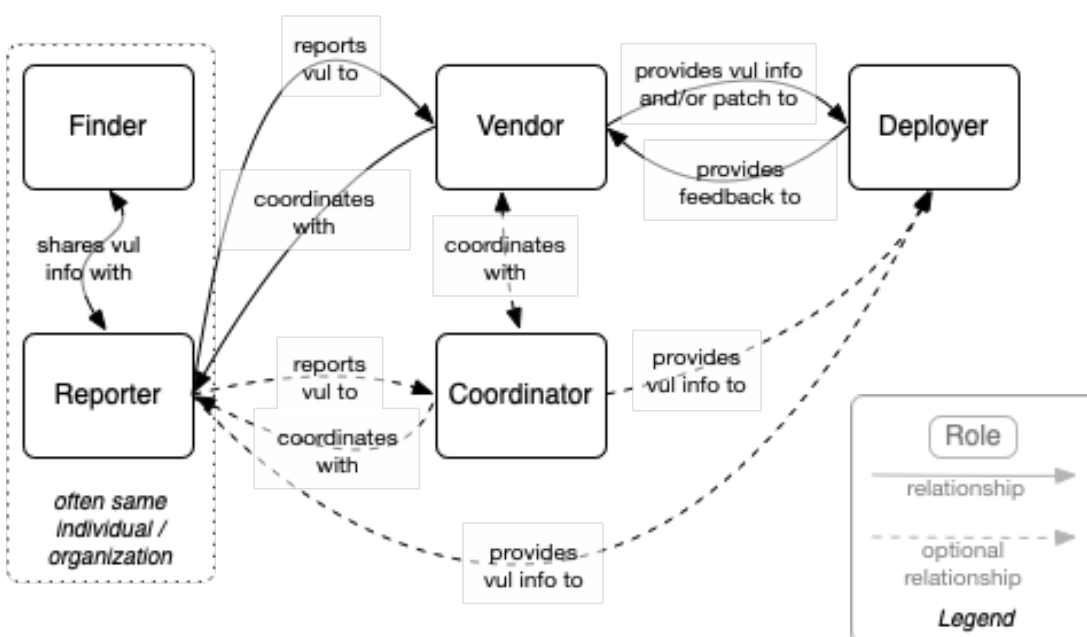 Finder
shares vul
info with
Reporter
often same
individual /
organization
reports
vul to
coordinates
with
Vendor
coordinates
with
Coordinator
reports
vul to
coordinates
with
provides vul info
and/or patch to
provides
feedback to
Deployer
provides
vul info to
provides
vul info to
Role
relationship
optional
relationship
Legend